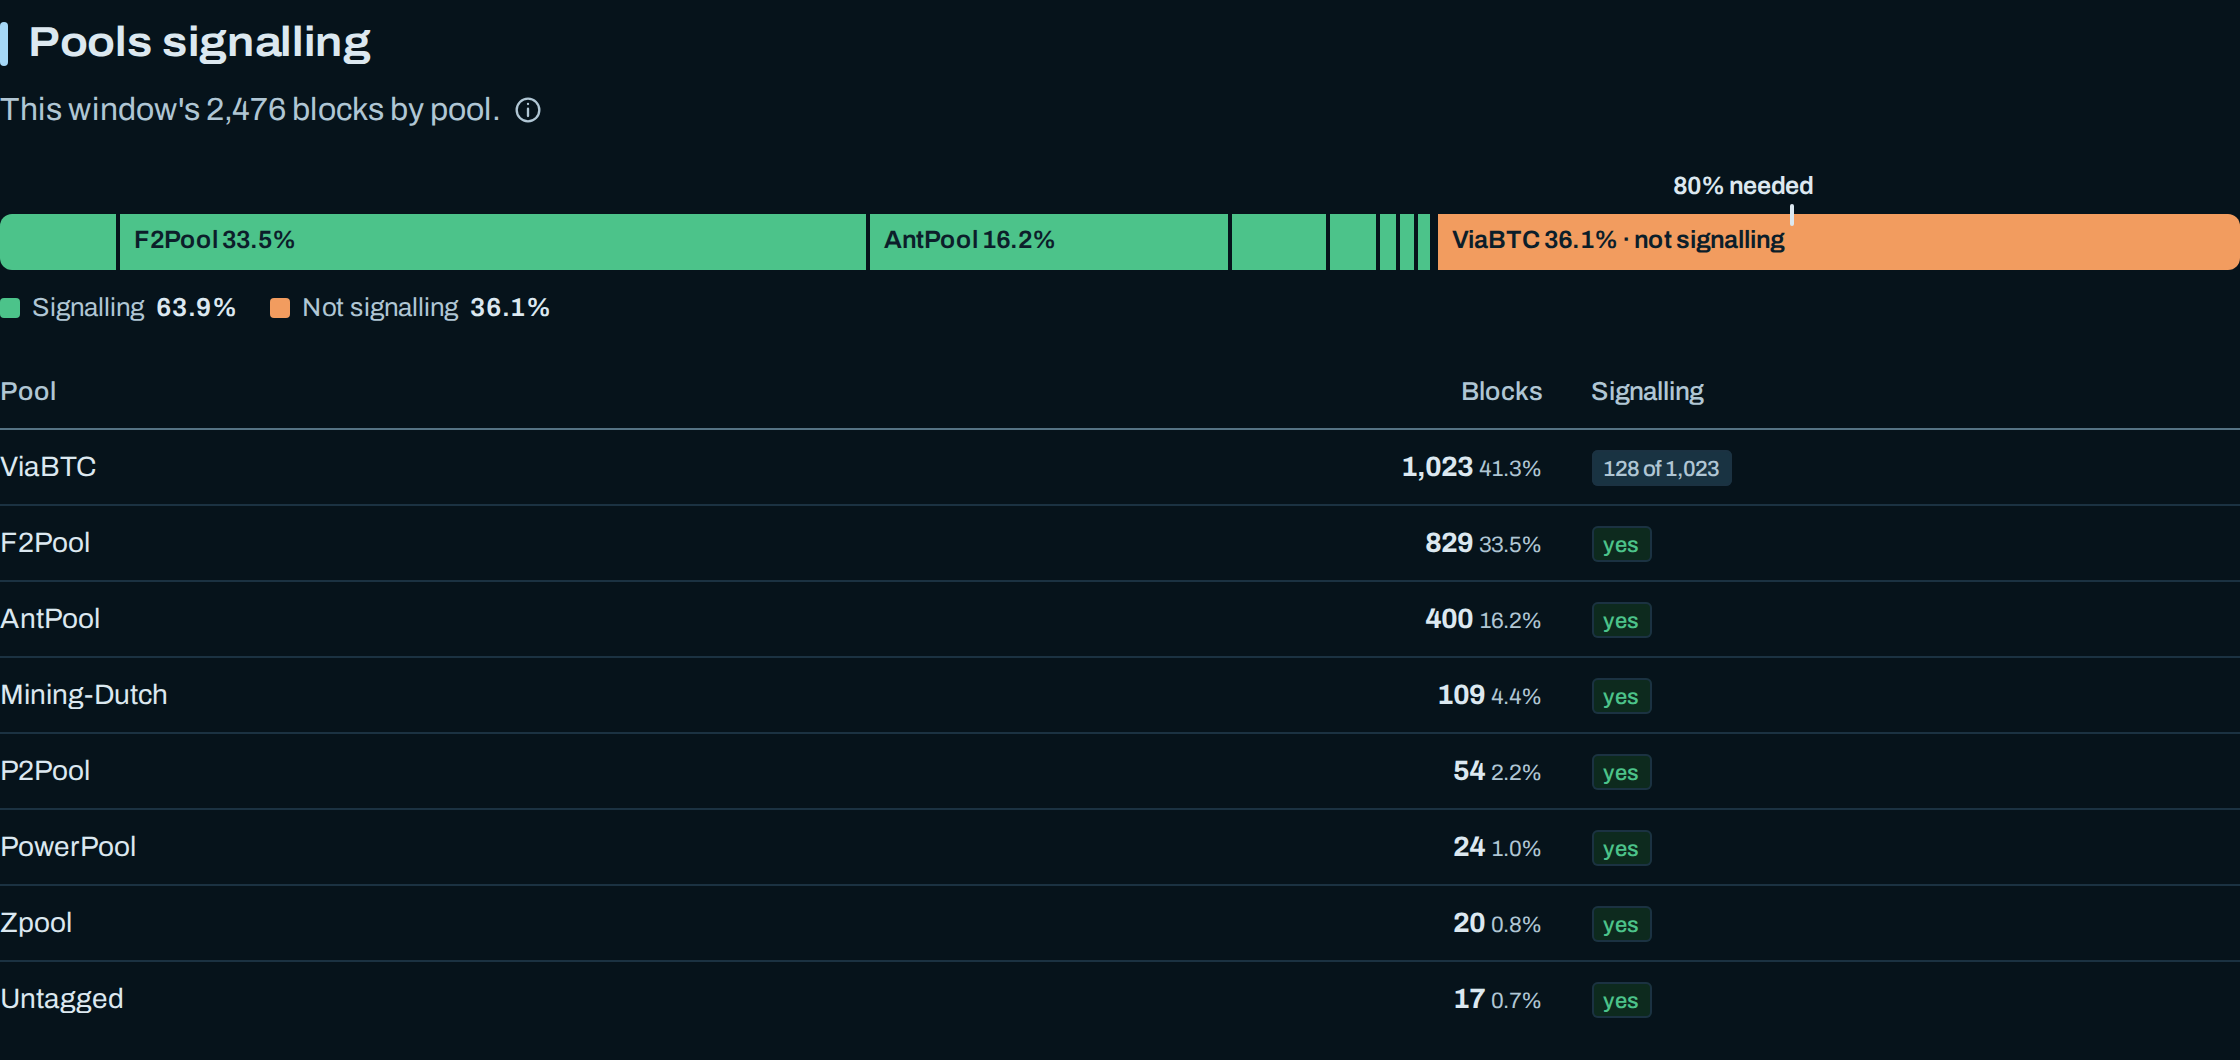 Pools signalling
This window's 2,476 blocks by pool.
80% needed
F2Pool 33.5% AntPool 16.2% ViaBTC 36.1% · not signalling
Signalling 63.9% Not signalling 36.1%
Pool Blocks Signalling
ViaBTC 1,023 41.3% 128 of 1,023
F2Pool 829 33.5% yes
AntPool 400 16.2% yes
Mining-Dutch 109 4.4% yes
P2Pool 54 2.2% yes
PowerPool 24 1.0% yes
Zpool 20 0.8% yes
Untagged 17 0.7% yes